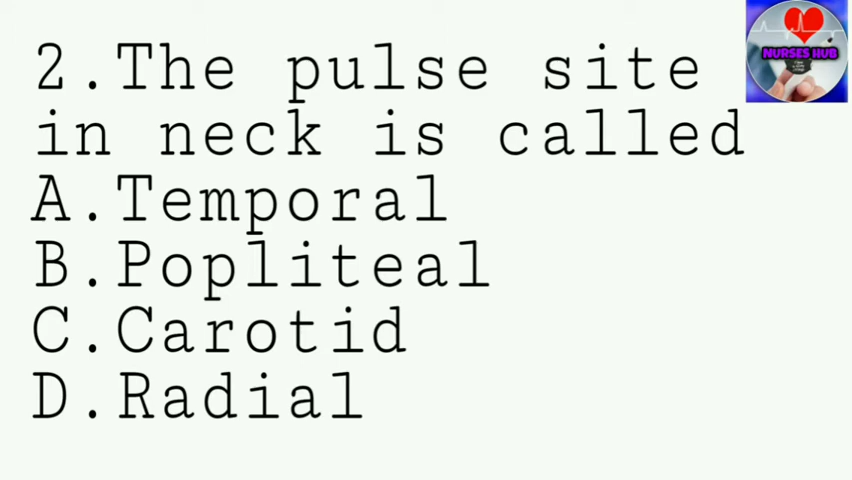 NURSES HUB
2.The pulse site
in neck is called
A.Temporal
B.Popliteal
C.Carotid
D.Radial